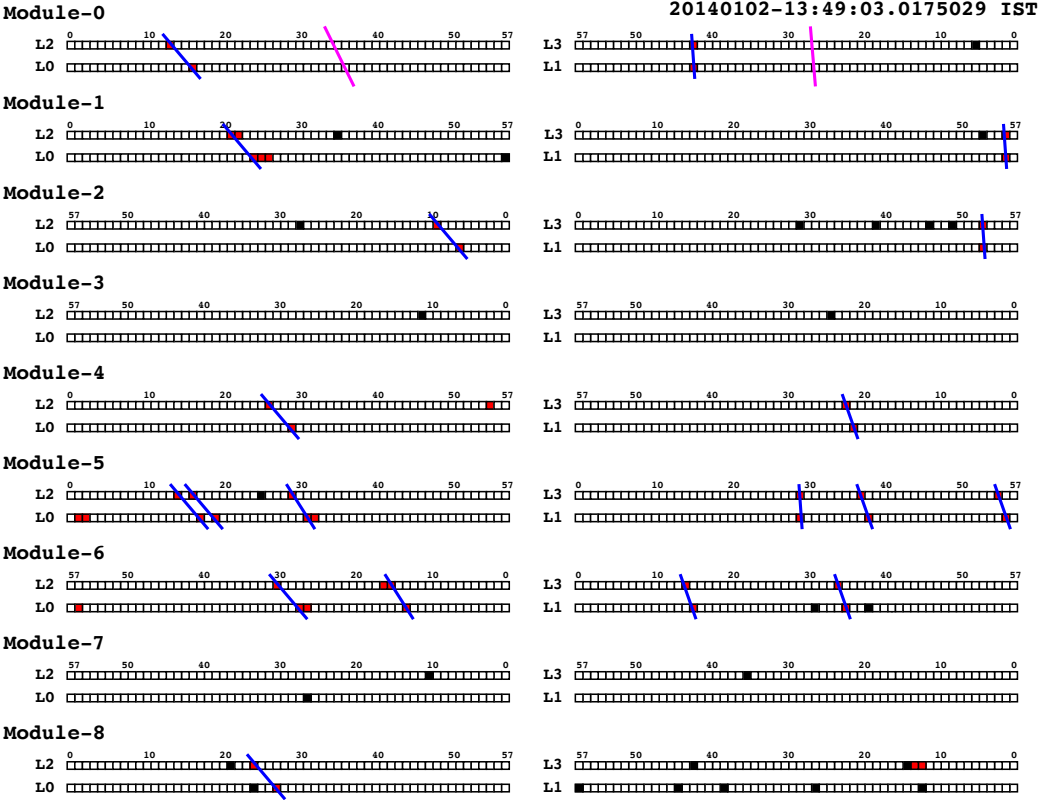 Module-0 20140102-13:49:03.0175029 IST
0 10 20 30 40 50 57 57 50 40 30 20 10 0
L2 L3
L0 L1
Module-1
0 10 20 30 40 50 57 0 10 20 30 40 50 57
L2 L3
L0 L1
Module-2
57 50 40 30 20 10 0 0 10 20 30 40 50 57
L2 L3
L0 L1
Module-3
57 50 40 30 20 10 0 57 50 40 30 20 10 0
L2 L3
L0 L1
Module-4
0 10 20 30 40 50 57 57 50 40 30 20 10 0
L2 L3
L0 L1
Module-5
0 10 20 30 40 50 57 0 10 20 30 40 50 57
L2 L3
L0 L1
Module-6
57 50 40 30 20 10 0 0 10 20 30 40 50 57
L2 L3
L0 L1
Module-7
57 50 40 30 20 10 0 57 50 40 30 20 10 0
L2 L3
L0 L1
Module-8
0 10 20 30 40 50 57 57 50 40 30 20 10 0
L2 L3
L0 L1